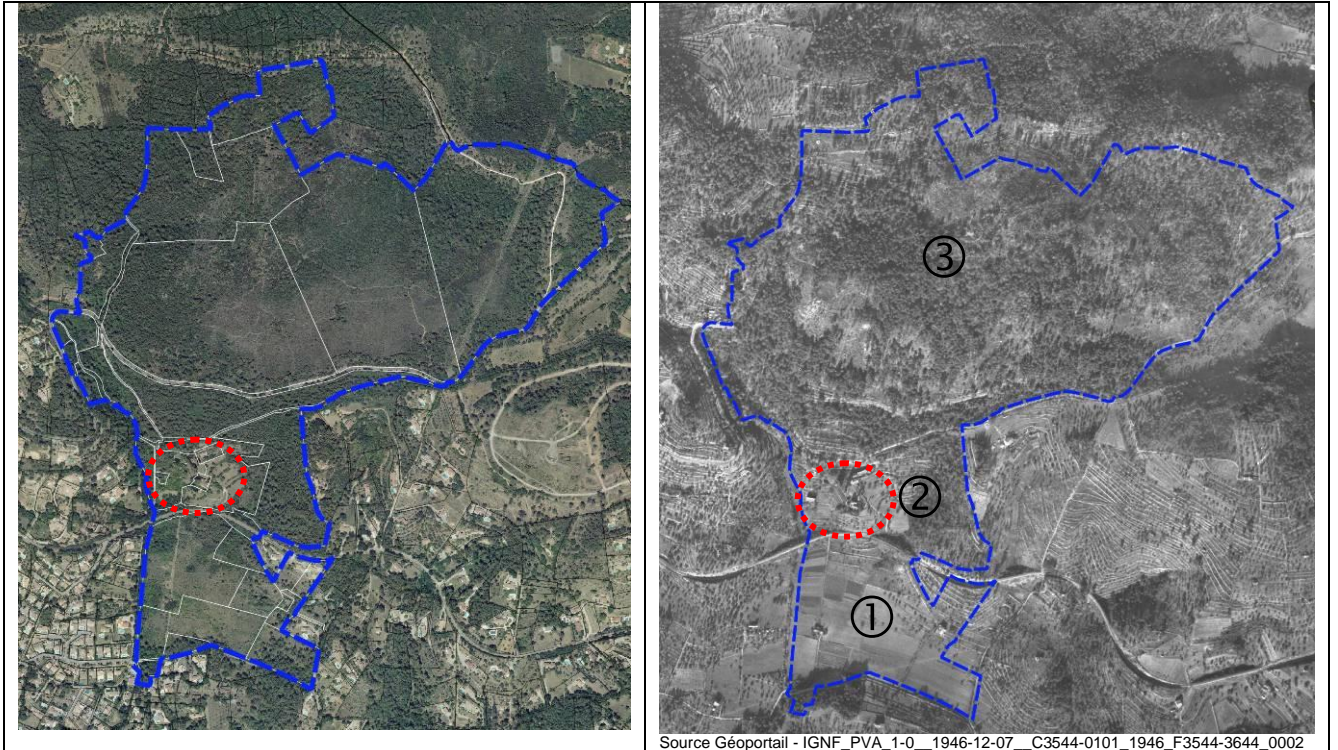 ③
②
①
Source Géoportail - IGNF_PVA_1-0__1946-12-07__C3544-0101_1946_F3544-3644_0002